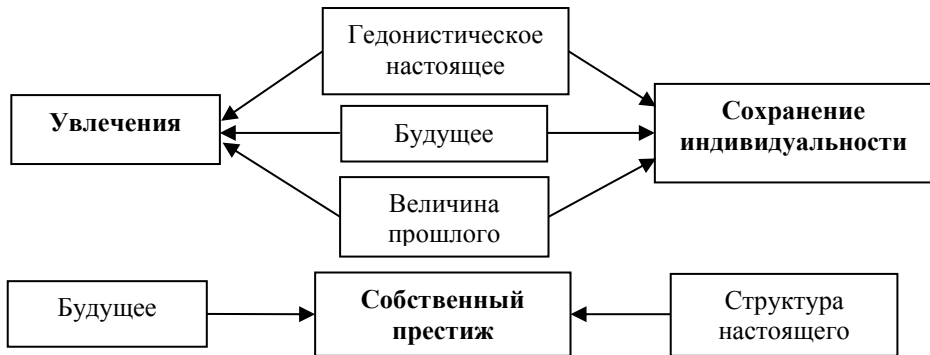 Гедонистическое
настоящее
Увлечения
Будущее
Сохранение
индивидуальности
Величина
прошлого
Будущее
Собственный
престиж
Структура
настоящего